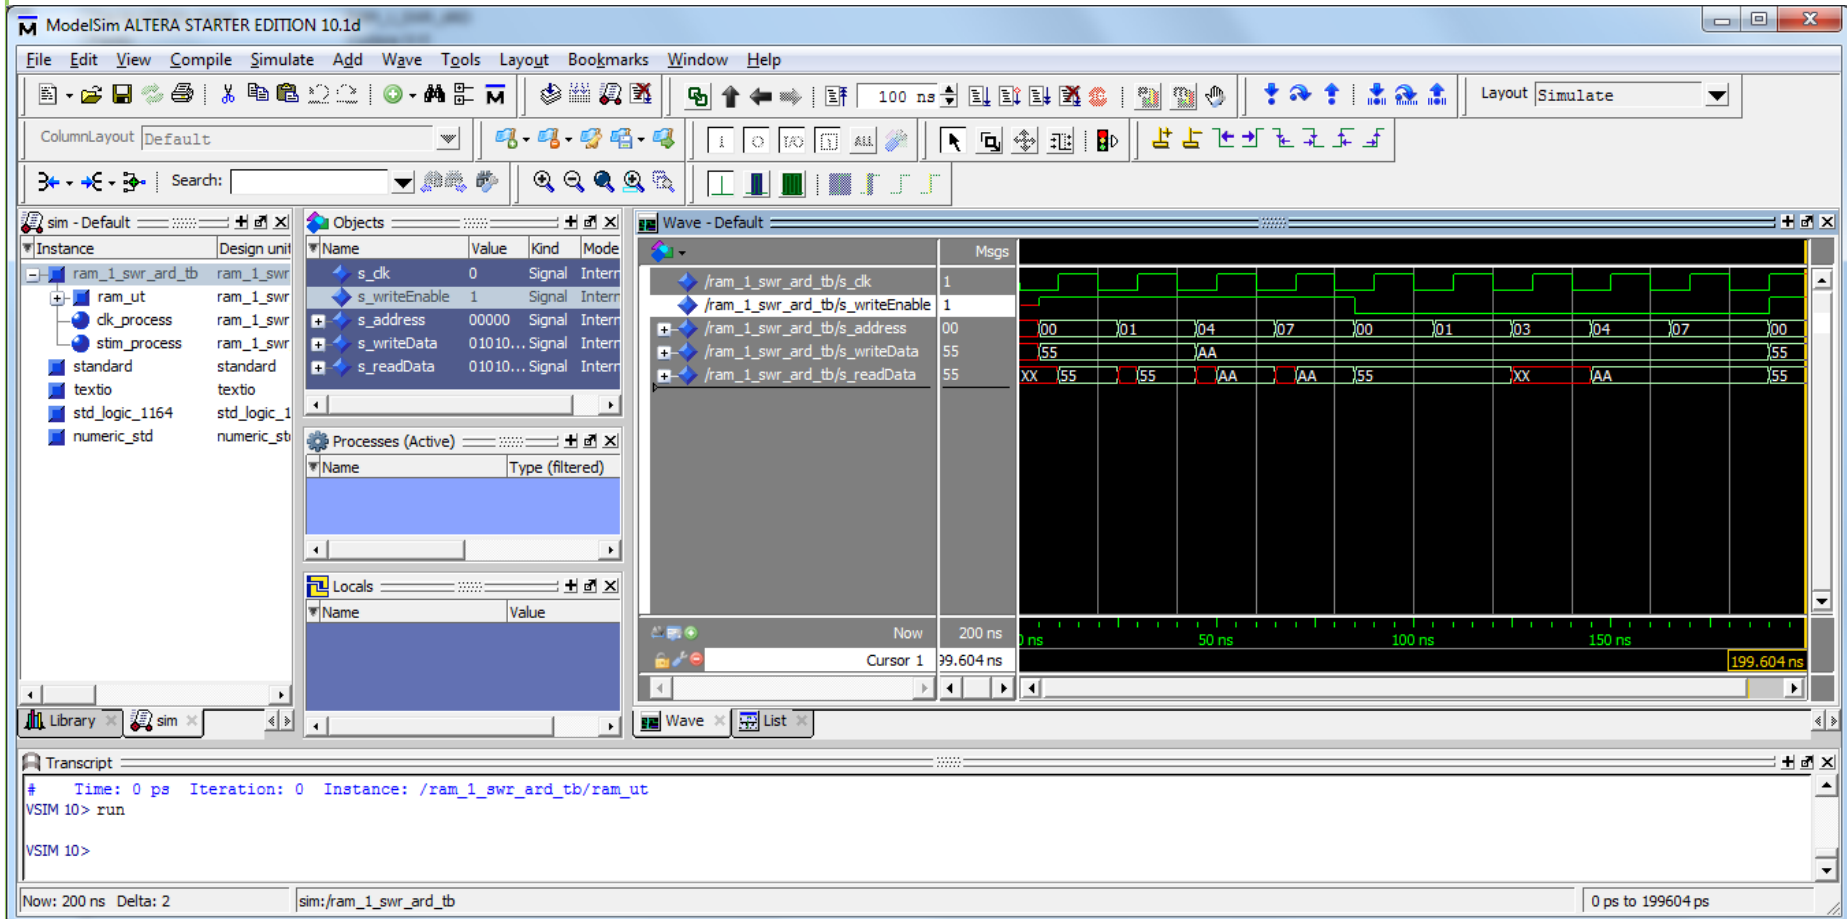 ModelSim ALTERA STARTER EDITION 10.1d
File Edit View Compile Simulate Add Wave Tools Layout Bookmarks Window Help
100 ns
Layout Simulate
ColumnLayout Default
Search:
sim - Default
Instance Design unit
ram_1_swr_ard_tb ram_1_swr
ram_ut ram_1_swr
clk_process ram_1_swr
stim_process ram_1_swr
standard standard
textio textio
std_logic_1164 std_logic_1
numeric_std numeric_st
Library sim
Objects
Name Value Kind Mode
s_clk 0 Signal Intern
s_writeEnable 1 Signal Intern
s_address 00000 Signal Intern
s_writeData 01010... Signal Intern
s_readData 01010... Signal Intern
Processes (Active)
Name Type (filtered)
Locals
Name Value
Wave - Default
Msgs
/ram_1_swr_ard_tb/s_clk 1
/ram_1_swr_ard_tb/s_writeEnable 1
/ram_1_swr_ard_tb/s_address 00 00 01 04 07 00 01 03 04 07 00
/ram_1_swr_ard_tb/s_writeData 55 55 AA 55
/ram_1_swr_ard_tb/s_readData 55 XX 55 55 AA AA 55 XX AA 55
Now 200 ns ns 50 ns 100 ns 150 ns
Cursor 1 99.604 ns 199.604 ns
Wave List
Transcript
# Time: 0 ps Iteration: 0 Instance: /ram_1_swr_ard_tb/ram_ut
VSIM 10> run
VSIM 10>
Now: 200 ns Delta: 2 sim:/ram_1_swr_ard_tb 0 ps to 199604 ps